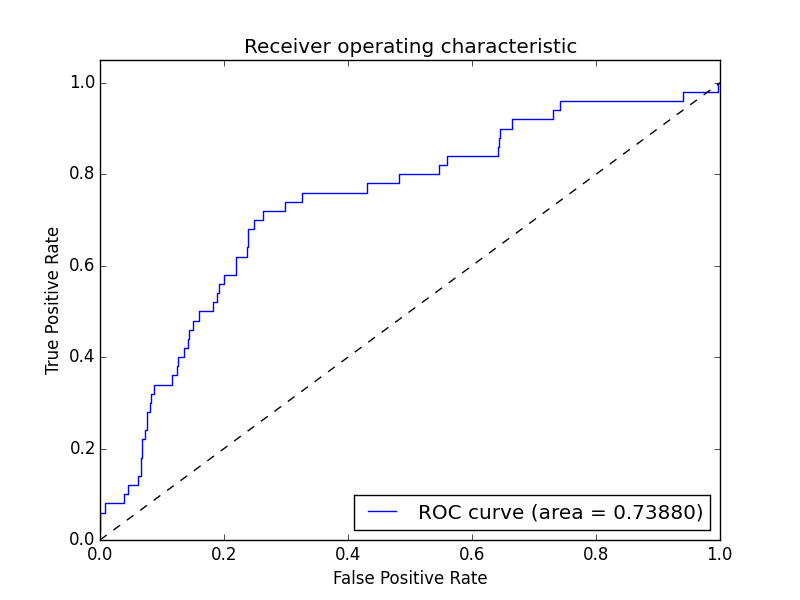 Receiver operating characteristic
1.0
0.8
0.6
0.4
0.2
0.0
True Positive Rate
ROC curve (area = 0.73880)
0.0 0.2 0.4 0.6 0.8 1.0
False Positive Rate